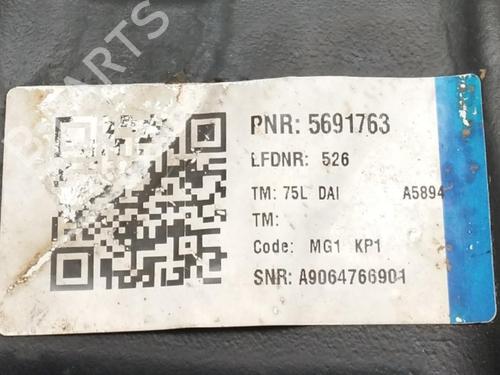 PNR: 5691763
LFDNR: 526
TM: 75L DAI A5894
TM:
Code: MG1 KP1
SNR: A9064766901